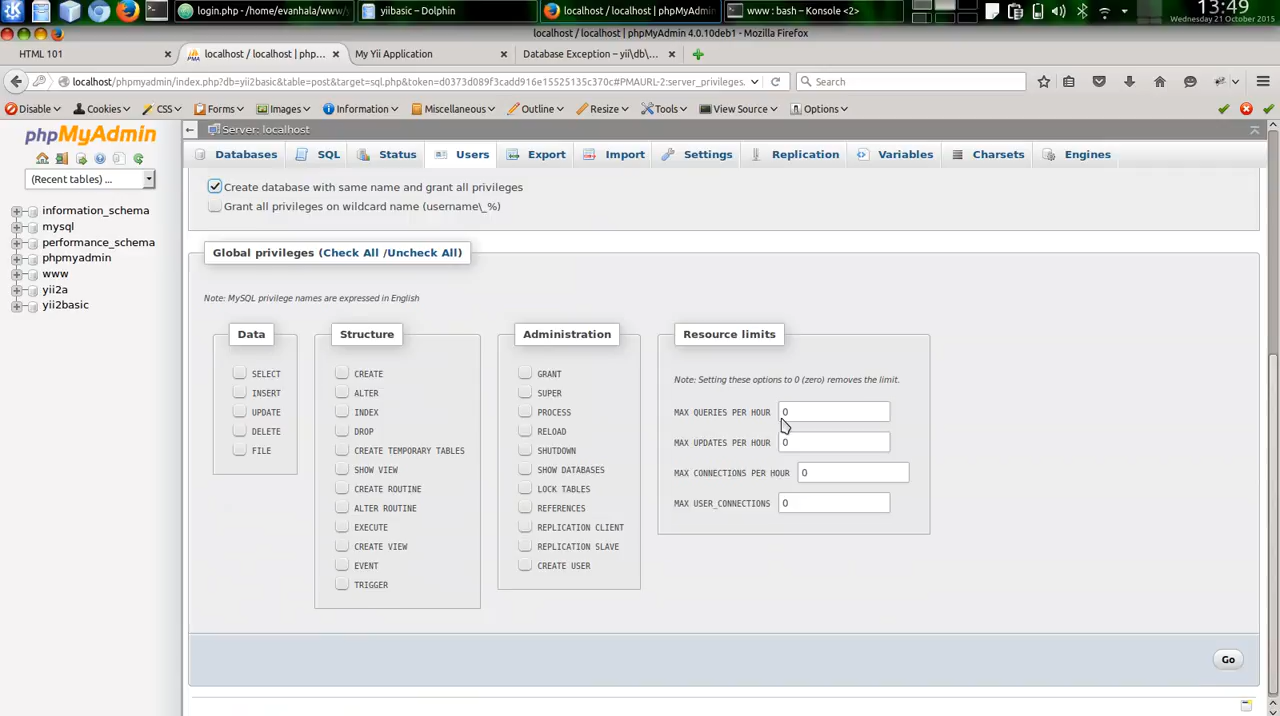 login.php – /home/evanhala/www/
yiibasic – Dolphin
localhost / localhost | phpMyAdmin
www : bash – Konsole <2>
13:49
Wednesday 21 October 2015
localhost / localhost | phpMyAdmin 4.0.10deb1 - Mozilla Firefox
HTML 101
localhost / localhost | php...
My Yii Application
Database Exception – yii\db\...
localhost/phpmyadmin/index.php?db=yii2basic&table=post&target=sql.php&token=d0373d089f3cadd916e15525135c370c#PMAURL-2:server_privileges.
Search
Disable
Cookies
CSS
Forms
Images
Information
Miscellaneous
Outline
Resize
Tools
View Source
Options
phpMyAdmin
(Recent tables) ...
information_schema
mysql
performance_schema
phpmyadmin
www
yii2a
yii2basic
Server: localhost
Databases
SQL
Status
Users
Export
Import
Settings
Replication
Variables
Charsets
Engines
Create database with same name and grant all privileges
Grant all privileges on wildcard name (username\_%)
Global privileges (Check All /Uncheck All)
Note: MySQL privilege names are expressed in English
Data
SELECT
INSERT
UPDATE
DELETE
FILE
Structure
CREATE
ALTER
INDEX
DROP
CREATE TEMPORARY TABLES
SHOW VIEW
CREATE ROUTINE
ALTER ROUTINE
EXECUTE
CREATE VIEW
EVENT
TRIGGER
Administration
GRANT
SUPER
PROCESS
RELOAD
SHUTDOWN
SHOW DATABASES
LOCK TABLES
REFERENCES
REPLICATION CLIENT
REPLICATION SLAVE
CREATE USER
Resource limits
Note: Setting these options to 0 (zero) removes the limit.
MAX QUERIES PER HOUR 0
MAX UPDATES PER HOUR 0
MAX CONNECTIONS PER HOUR 0
MAX USER_CONNECTIONS 0
Go